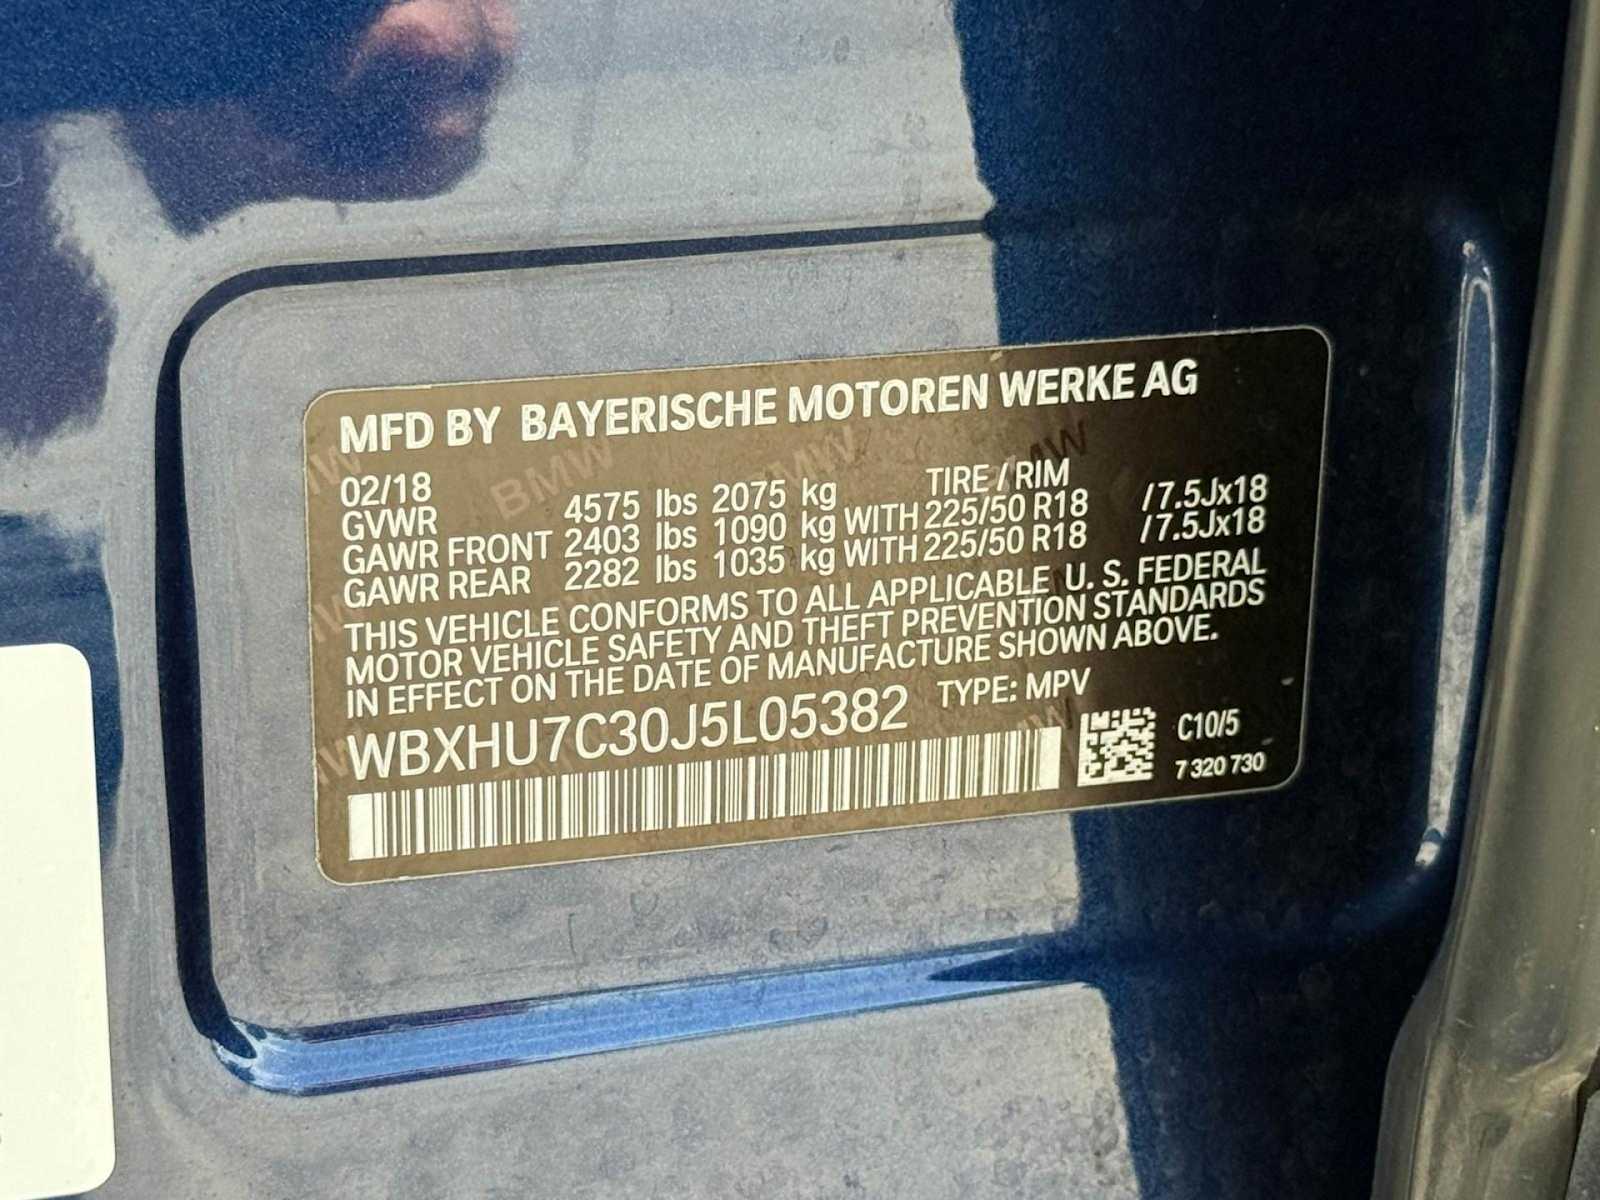 MFD BY BAYERISCHE MOTOREN WERKE AG
02/18 TIRE / RIM
GVWR 4575 lbs 2075 kg
GAWR FRONT 2403 lbs 1090 kg WITH 225/50 R18 /7.5Jx18
GAWR REAR 2282 lbs 1035 kg WITH 225/50 R18 /7.5Jx18
THIS VEHICLE CONFORMS TO ALL APPLICABLE U. S. FEDERAL
MOTOR VEHICLE SAFETY AND THEFT PREVENTION STANDARDS
IN EFFECT ON THE DATE OF MANUFACTURE SHOWN ABOVE.
WBXHU7C30J5L05382 TYPE: MPV
C10/5
7 320 730